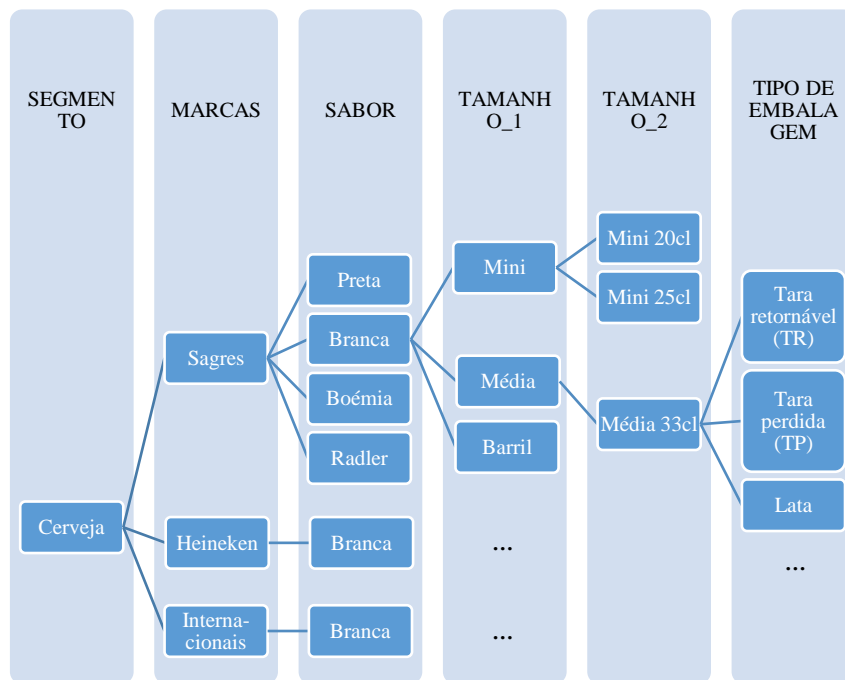 SEGMEN
TO
MARCAS
SABOR
TAMANH
O_1
TAMANH
O_2
TIPO DE
EMBALA
GEM
Cerveja
Sagres
Heineken
Interna-
cionais
Preta
Branca
Boémia
Radler
Branca
Branca
Mini
Média
Barril
...
...
Mini 20cl
Mini 25cl
Média 33cl
Tara
retornável
(TR)
Tara
perdida
(TP)
Lata
...